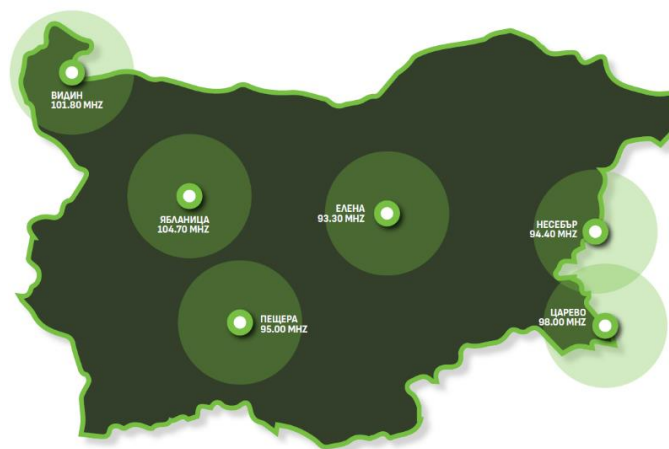 ВИДИН
101.80 MHZ
ЯБЛАНИЦА
104.70 MHZ
ЕЛЕНА
93.30 MHZ
НЕСЕБЪР
94.40 MHZ
ПЕЩЕРА
95.00 MHZ
ЦАРЕВО
98.00 MHZ